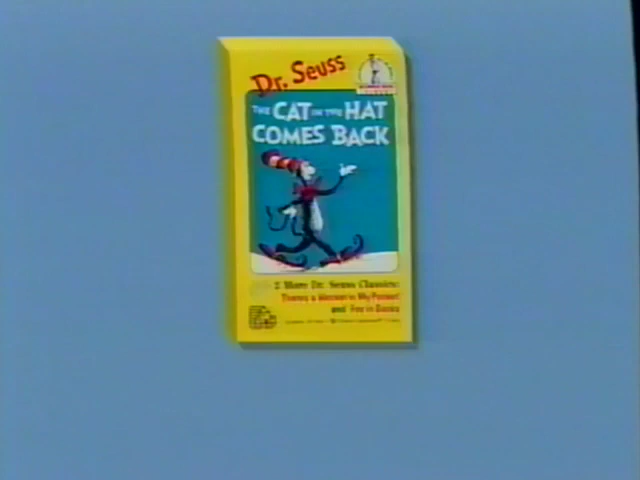 Dr. Seuss
THE CAT IN THE HAT
COMES BACK
2 More Dr. Seuss Classics:
There's a Wocket in My Pocket!
and Fox in Socks